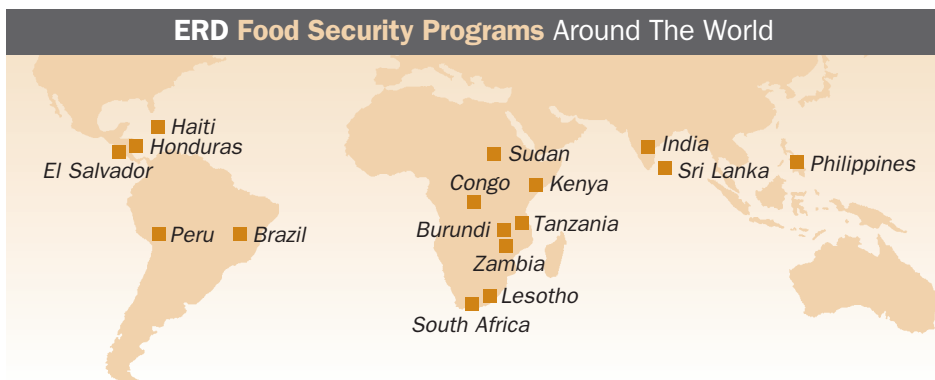 ERD Food Security Programs Around The World
Haiti
Honduras
El Salvador
Peru
Brazil
Sudan
Congo
Kenya
Burundi
Tanzania
Zambia
Lesotho
South Africa
India
Sri Lanka
Philippines